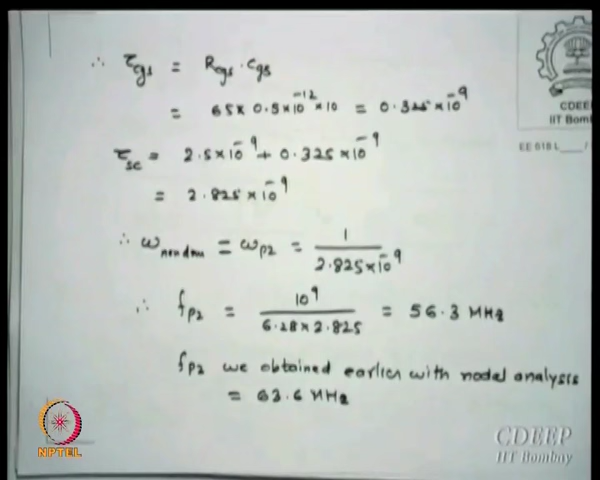 ∴ τgs = Rgs · Cgs
= 65 × 0.5×10^-12 × 10 = 0.325 × 10^-9
τsc = 2.5×10^-9 + 0.325×10^-9
= 2.825 × 10^-9
∴ ωnondom = ωp2 = 1 / 2.825×10^-9
∴ fp2 = 10^9 / 6.28 × 2.825 = 56.3 MHz
fp2 we obtained earlier with nodal analysis
= 63.6 MHz
CDEEP
IIT Bomb
EE 618 L____/
NPTEL
CDEEP
IIT Bombay